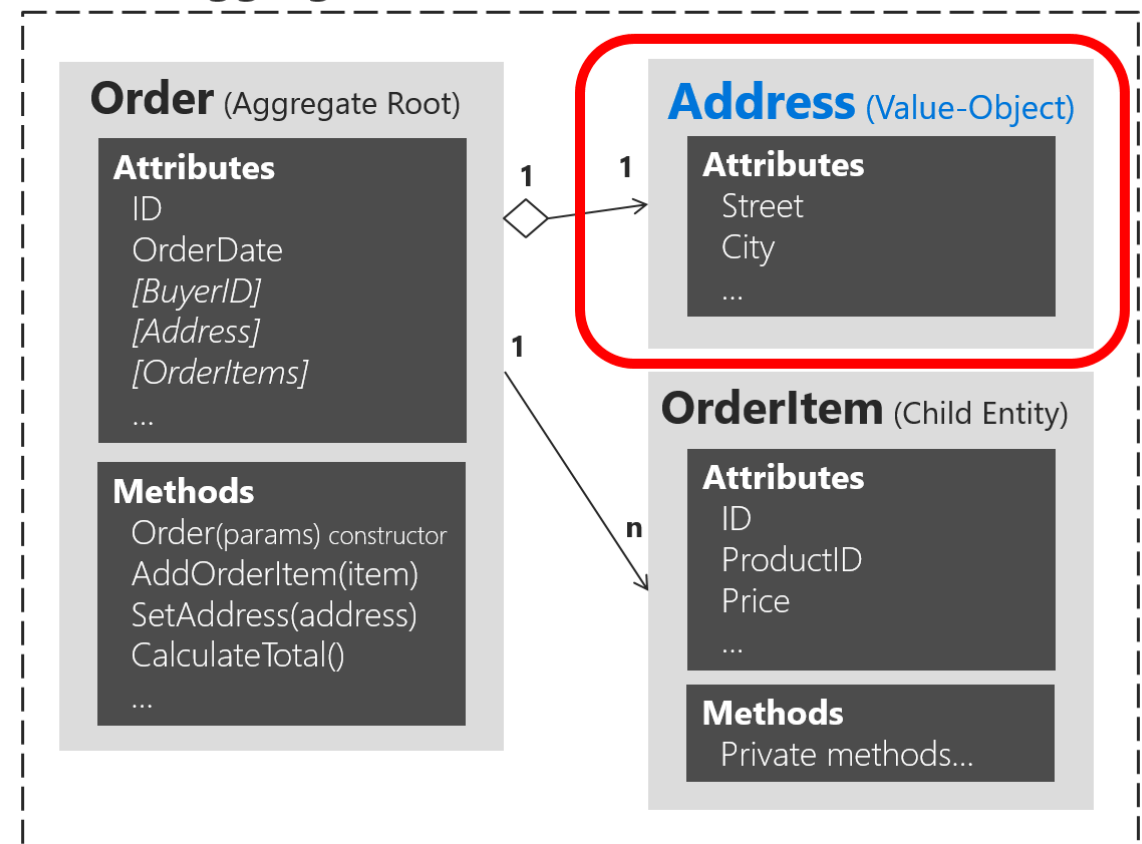 Order (Aggregate Root)
Attributes
ID
OrderDate
[BuyerID]
[Address]
[OrderItems]
...
Methods
Order(params) constructor
AddOrderItem(item)
SetAddress(address)
CalculateTotal()
...
1
1
1
n
Address (Value-Object)
Attributes
Street
City
...
OrderItem (Child Entity)
Attributes
ID
ProductID
Price
...
Methods
Private methods...